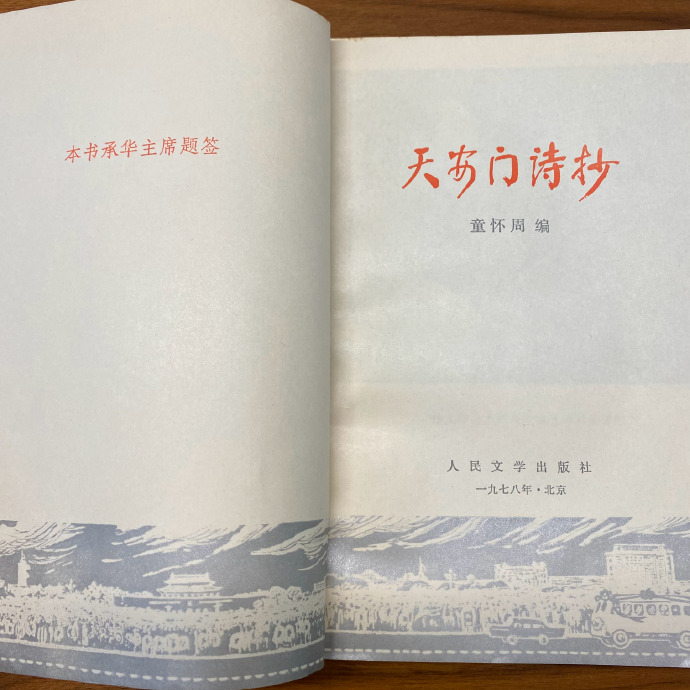 本书承华主席题签
天安门诗抄
童怀周 编
人民文学出版社
一九七八年·北京